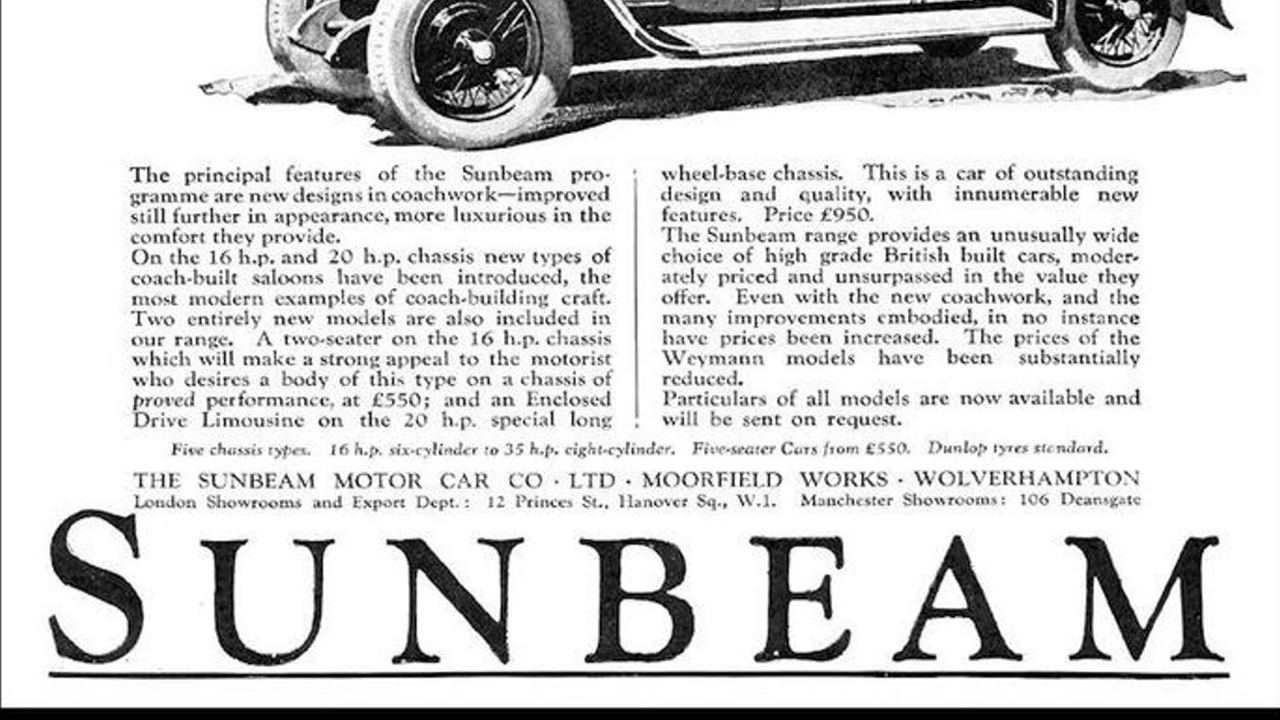 The principal features of the Sunbeam pro-
gramme are new designs in coachwork—improved
still further in appearance, more luxurious in the
comfort they provide.
On the 16 h.p. and 20 h.p. chassis new types of
coach-built saloons have been introduced, the
most modern examples of coach-building craft.
Two entirely new models are also included in
our range. A two-seater on the 16 h.p. chassis
which will make a strong appeal to the motorist
who desires a body of this type on a chassis of
proved performance, at £550; and an Enclosed
Drive Limousine on the 20 h.p. special long
wheel-base chassis. This is a car of outstanding
design and quality, with innumerable new
features. Price £950.
The Sunbeam range provides an unusually wide
choice of high grade British built cars, moder-
ately priced and unsurpassed in the value they
offer. Even with the new coachwork, and the
many improvements embodied, in no instance
have prices been increased. The prices of the
Weymann models have been substantially
reduced.
Particulars of all models are now available and
will be sent on request.
Five chassis types. 16 h.p. six-cylinder to 35 h.p. eight-cylinder. Five-seater Cars from £550. Dunlop tyres standard.
THE SUNBEAM MOTOR CAR CO · LTD · MOORFIELD WORKS · WOLVERHAMPTON
London Showrooms and Export Dept.: 12 Princes St., Hanover Sq., W.1. Manchester Showrooms: 106 Deansgate
SUNBEAM